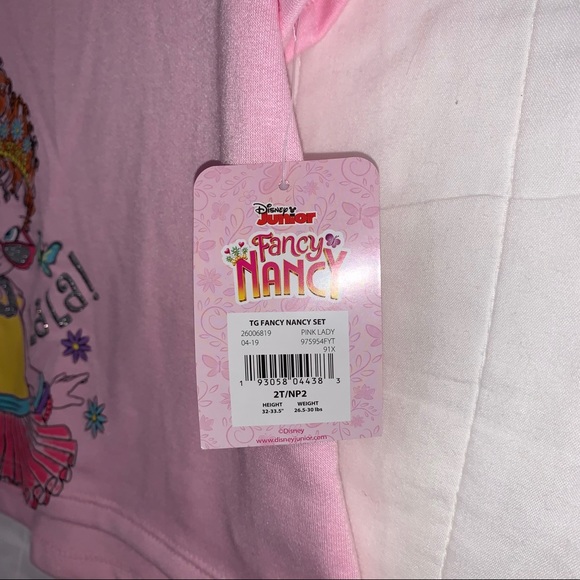 Disney
Junior
Fancy
NANCY
TG FANCY NANCY SET
26006819 PINK LADY
04-19 975954FYT
91X
1 93058 04438 3
2T/NP2
HEIGHT WEIGHT
32-33.5" 26.5-30 lbs
©Disney
www.disneyjunior.com
LaLa!